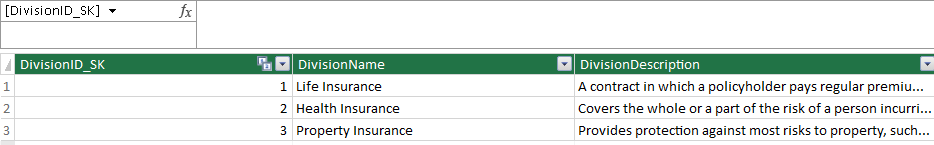 [DivisionID_SK] fx
DivisionID_SK DivisionName DivisionDescription
1 1 Life Insurance A contract in which a policyholder pays regular premiu...
2 2 Health Insurance Covers the whole or a part of the risk of a person incurri...
3 3 Property Insurance Provides protection against most risks to property, such...